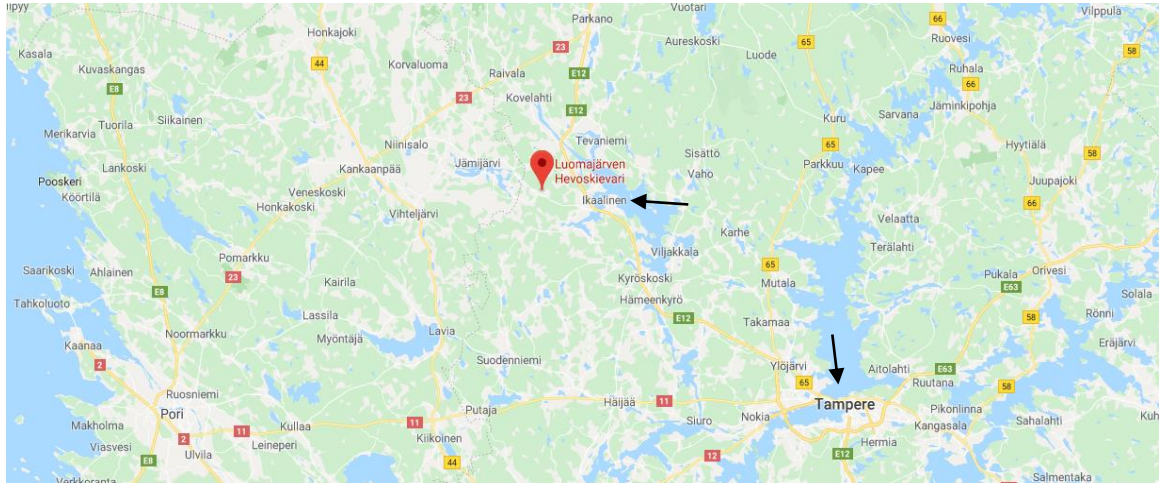 Vuotari
Vilppula
Kasala
Honkajoki
Parkano
66
Aureskoski
65
Ruovesi
58
Kuvaskangas
44
Korvaluoma
23
Luode
Ruhala
E8
Raivala
E12
66
Kovelahti
23
E12
Jäminkipohja
Merikarvia
Tuorila
Siikainen
Niinisalo
Tevaniemi
Kuru
Sarvana
Hyytiälä
Lankoski
Kankaanpää
Jämijärvi
Luomajärven
Hevoskievari
Sisättö
65
58
Pooskeri
Köörtilä
Veneskoski
Vaho
Parkkuu
Kapee
Juupajoki
Honkakoski
Vihteljärvi
Ikaalinen
66
Velaatta
Karhe
Pomarkku
Viljakkala
Terälahti
Saarikoski
Ahlainen
23
Kairila
Kyröskoski
65
Mutala
Pukala
Orivesi
Tahkoluoto
E8
Hämeenkyrö
E63
Solala
Lassila
E12
Takamaa
58
Rönni
Noormarkku
Myöntäjä
Lavia
Kaanaa
Eräjärvi
2
Suodenniemi
Ylöjärvi
Aitolahti
E63
65
Ruutana
58
Ruosniemi
Pori
Häijää
11
Tampere
Putaja
11
Nokia
Pikonlinna
Makholma
Kullaa
11
Siuro
Kangasala
Sahalahti
Viasvesi
2
Leineperi
Kiikoinen
Hermia
Ulvila
E8
44
12
E12
Salmentaka
Verkkoranta